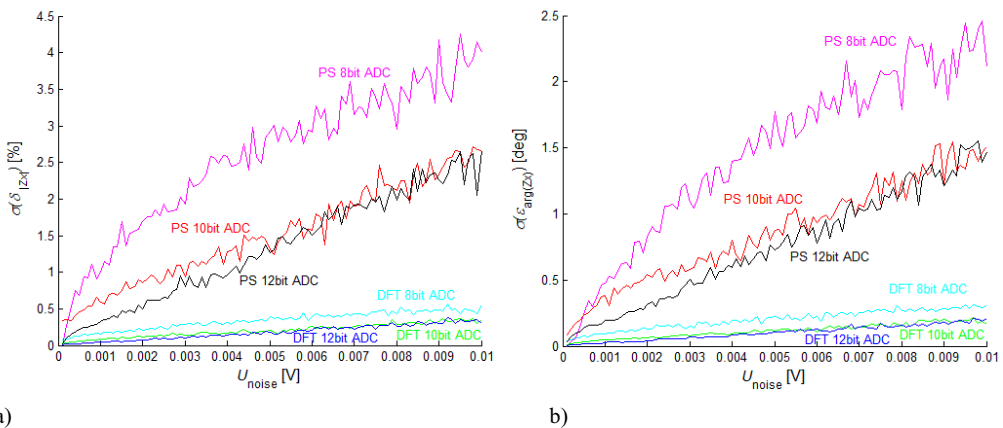 4.5
4
3.5
3
2.5
2
1.5
1
0.5
0
σ(δ|Zx|) [%]
PS 8bit ADC
PS 10bit ADC
PS 12bit ADC
DFT 8bit ADC
DFT 12bit ADC
DFT 10bit ADC
0.001 0.002 0.003 0.004 0.005 0.006 0.007 0.008 0.009 0.01
Unoise [V]
a)
2.5
2
1.5
1
0.5
0
σ(εarg(Zx)) [deg]
PS 8bit ADC
PS 10bit ADC
PS 12bit ADC
DFT 8bit ADC
DFT 10bit ADC
DFT 12bit ADC
0.001 0.002 0.003 0.004 0.005 0.006 0.007 0.008 0.009 0.01
Unoise [V]
b)